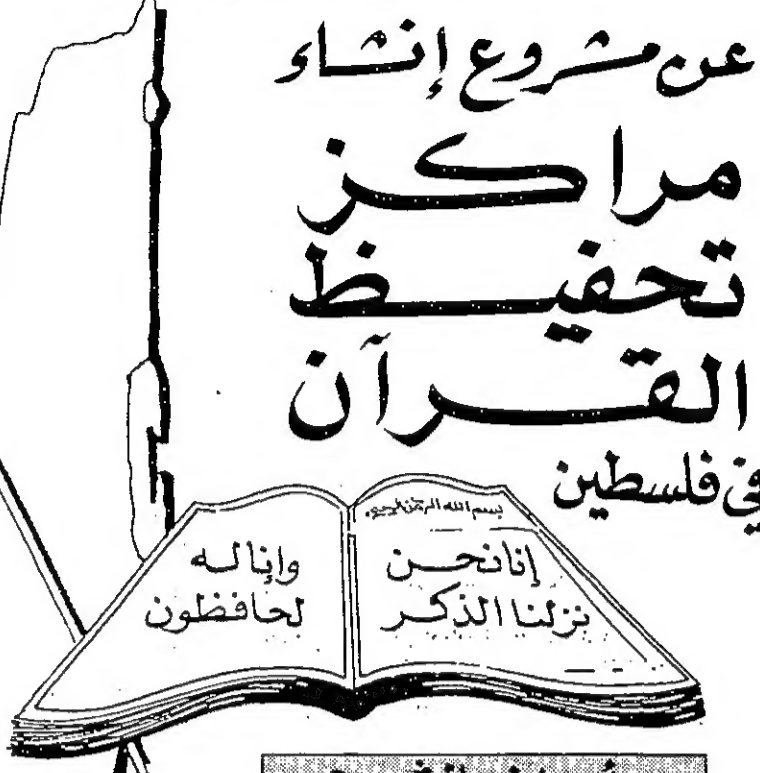 عن مشروع إنشاء
مراكز
تحفيظ
القرآن
في فلسطين
بسم الله الرحمن الرحيم
إنا نحن
نزلنا الذكر
وإنا له
لحافظون